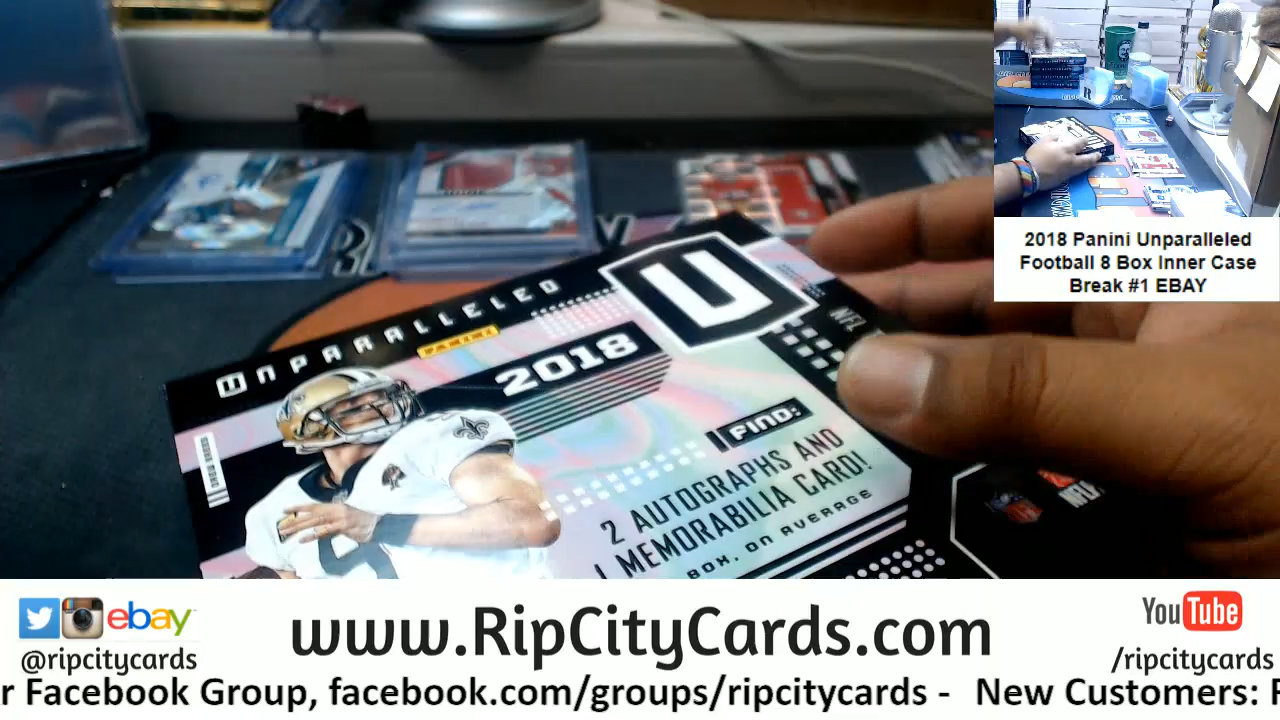 UNPARALLELED
PANINI
2018
U
NFL
FIND:
2 AUTOGRAPHS AND
1 MEMORABILIA CARD!
BOX, ON AVERAGE
NFL
2018 Panini Unparalleled
Football 8 Box Inner Case
Break #1 EBAY
ebay
@ripcitycards
www.RipCityCards.com
YouTube
/ripcitycards
r Facebook Group, facebook.com/groups/ripcitycards - New Customers: